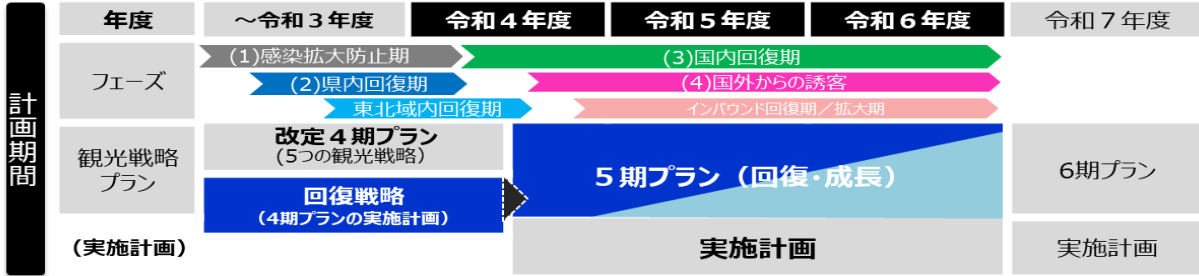 計画期間
年度
～令和３年度
令和４年度
令和５年度
令和６年度
令和７年度
フェーズ
(1)感染拡大防止期
(3)国内回復期
(2)県内回復期
(4)国外からの誘客
東北域内回復期
インバウンド回復期／拡大期
観光戦略
プラン
改定４期プラン
(5つの観光戦略)
回復戦略
(4期プランの実施計画)
５期プラン（回復・成長）
6期プラン
(実施計画)
実施計画
実施計画